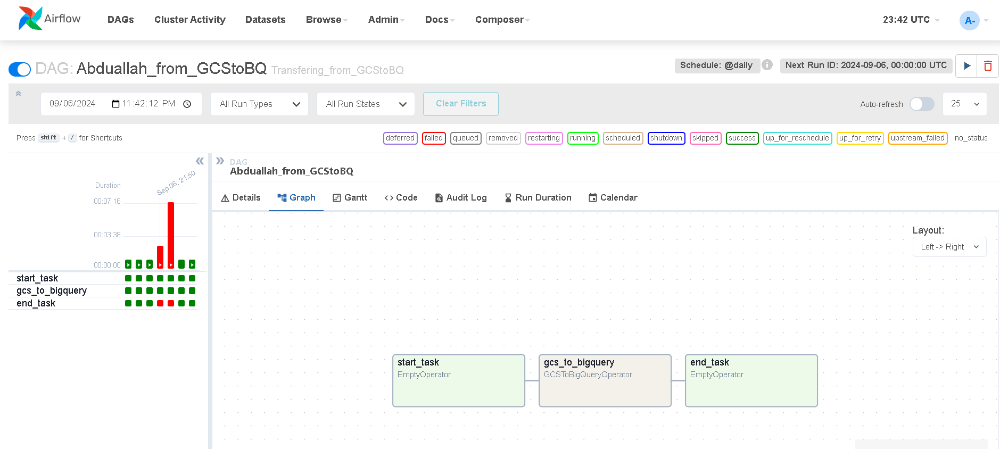 Airflow
DAGs Cluster Activity Datasets Browse Admin Docs Composer 23:42 UTC A-
DAG: Abduallah_from_GCStoBQ Transfering_from_GCStoBQ Schedule: @daily i Next Run ID: 2024-09-06, 00:00:00 UTC
09/06/2024 11:42:12 PM All Run Types All Run States Clear Filters Auto-refresh 25
Press shift + / for Shortcuts deferred failed queued removed restarting running scheduled shutdown skipped success up_for_reschedule up_for_retry upstream_failed no_status
Duration
Sep 06, 21:50
00:07:16
00:03:38
00:00:00
start_task
gcs_to_bigquery
end_task
DAG
Abduallah_from_GCStoBQ
Details Graph Gantt Code Audit Log Run Duration Calendar
Layout:
Left -> Right
start_task
EmptyOperator
gcs_to_bigquery
GCSToBigQueryOperator
end_task
EmptyOperator